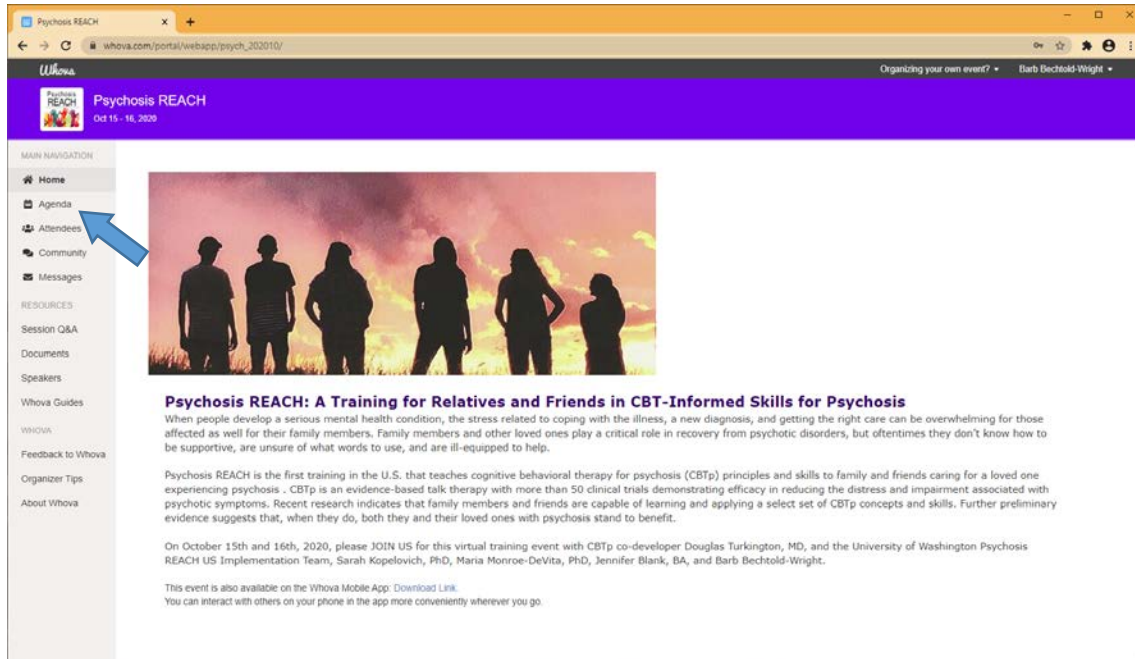 Psychosis REACH
whova.com/portal/webapp/psych_202010/
Whova
Organizing your own event?
Barb Bechtold-Wright
Psychosis
REACH
Psychosis REACH
Oct 15 - 16, 2020
MAIN NAVIGATION
Home
Agenda
Attendees
Community
Messages
RESOURCES
Session Q&A
Documents
Speakers
Whova Guides
WHOVA
Feedback to Whova
Organizer Tips
About Whova
Psychosis REACH: A Training for Relatives and Friends in CBT-Informed Skills for Psychosis
When people develop a serious mental health condition, the stress related to coping with the illness, a new diagnosis, and getting the right care can be overwhelming for those
affected as well for their family members. Family members and other loved ones play a critical role in recovery from psychotic disorders, but oftentimes they don't know how to
be supportive, are unsure of what words to use, and are ill-equipped to help.
Psychosis REACH is the first training in the U.S. that teaches cognitive behavioral therapy for psychosis (CBTp) principles and skills to family and friends caring for a loved one
experiencing psychosis . CBTp is an evidence-based talk therapy with more than 50 clinical trials demonstrating efficacy in reducing the distress and impairment associated with
psychotic symptoms. Recent research indicates that family members and friends are capable of learning and applying a select set of CBTp concepts and skills. Further preliminary
evidence suggests that, when they do, both they and their loved ones with psychosis stand to benefit.
On October 15th and 16th, 2020, please JOIN US for this virtual training event with CBTp co-developer Douglas Turkington, MD, and the University of Washington Psychosis
REACH US Implementation Team, Sarah Kopelovich, PhD, Maria Monroe-DeVita, PhD, Jennifer Blank, BA, and Barb Bechtold-Wright.
This event is also available on the Whova Mobile App: Download Link.
You can interact with others on your phone in the app more conveniently wherever you go.